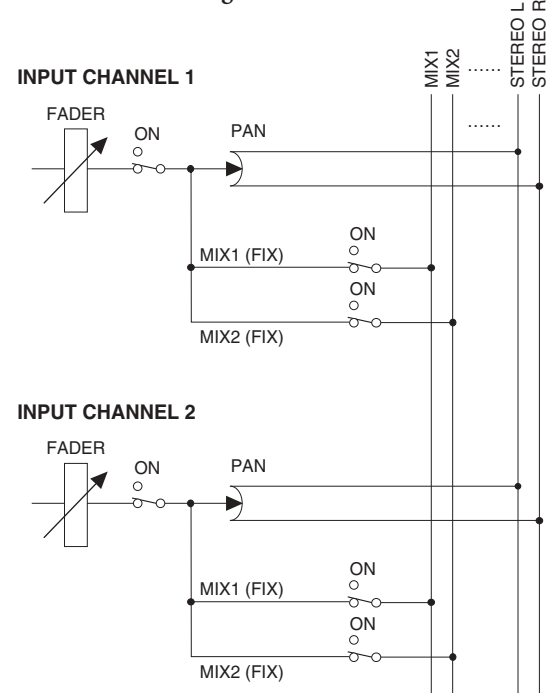 MIX1
MIX2
......
STEREO L
STEREO R
INPUT CHANNEL 1
FADER
ON
PAN
......
ON
MIX1 (FIX)
ON
MIX2 (FIX)
INPUT CHANNEL 2
FADER
ON
PAN
ON
MIX1 (FIX)
ON
MIX2 (FIX)